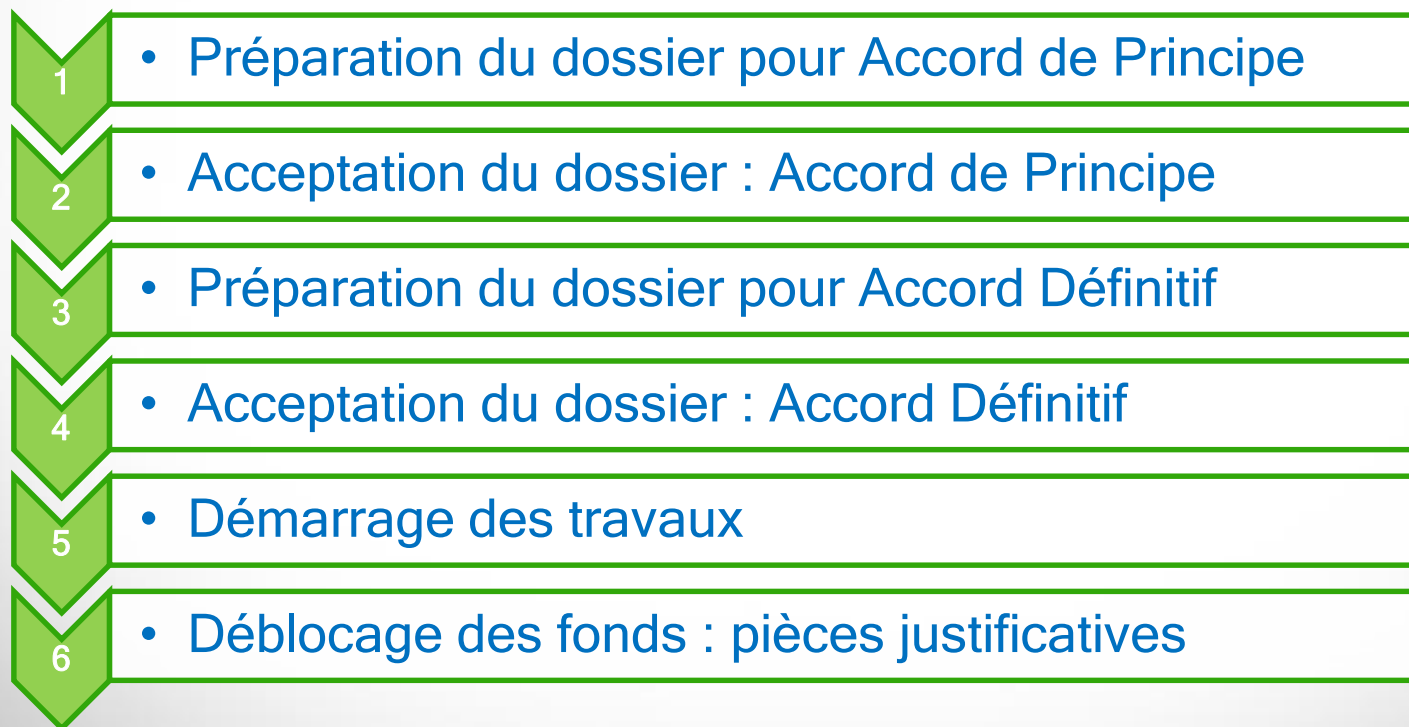 1
• Préparation du dossier pour Accord de Principe
2
• Acceptation du dossier : Accord de Principe
3
• Préparation du dossier pour Accord Définitif
4
• Acceptation du dossier : Accord Définitif
5
• Démarrage des travaux
6
• Déblocage des fonds : pièces justificatives